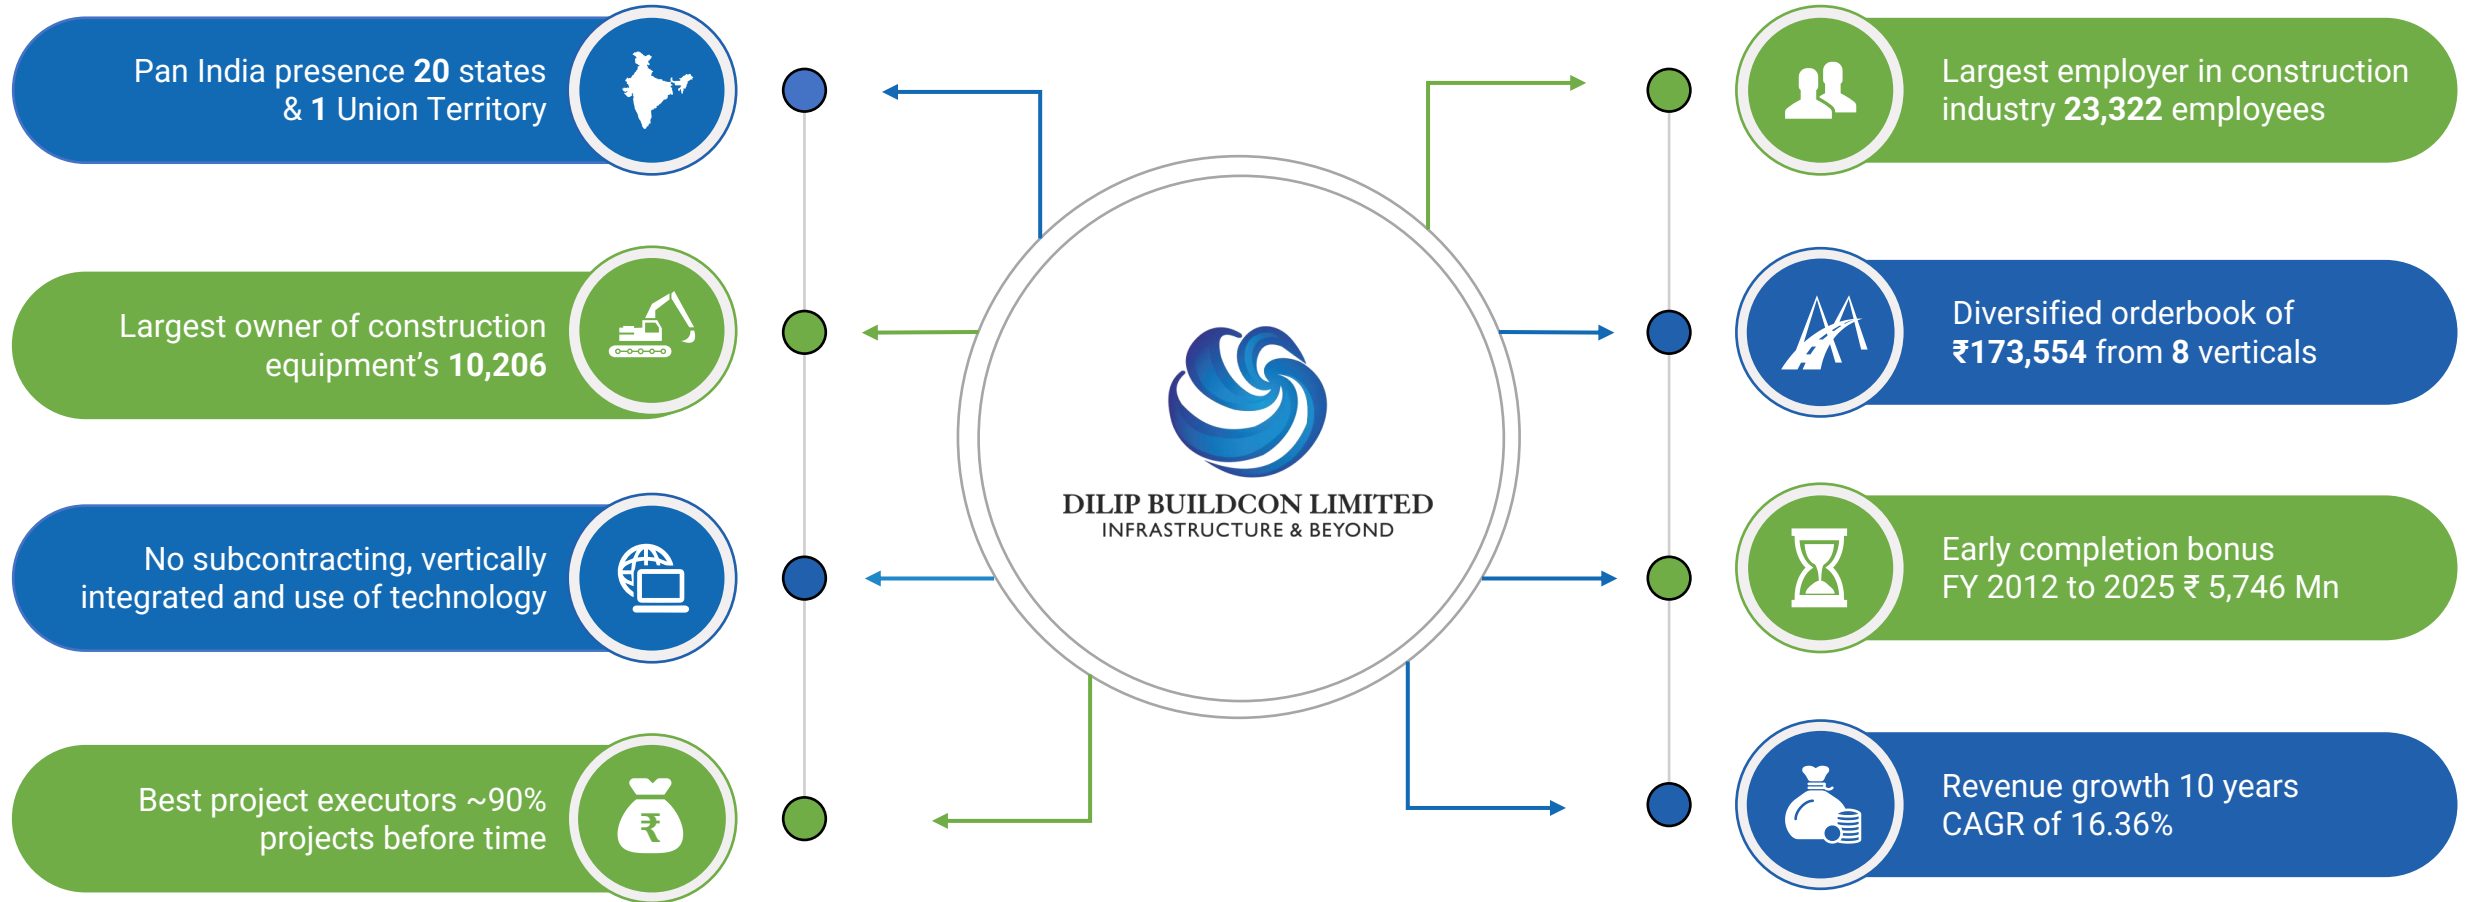 Pan India presence 20 states
& 1 Union Territory
Largest owner of construction
equipment’s 10,206
No subcontracting, vertically
integrated and use of technology
Best project executors ~90%
projects before time
₹
DILIP BUILDCON LIMITED
INFRASTRUCTURE & BEYOND
Largest employer in construction
industry 23,322 employees
Diversified orderbook of
₹173,554 from 8 verticals
Early completion bonus
FY 2012 to 2025 ₹ 5,746 Mn
Revenue growth 10 years
CAGR of 16.36%